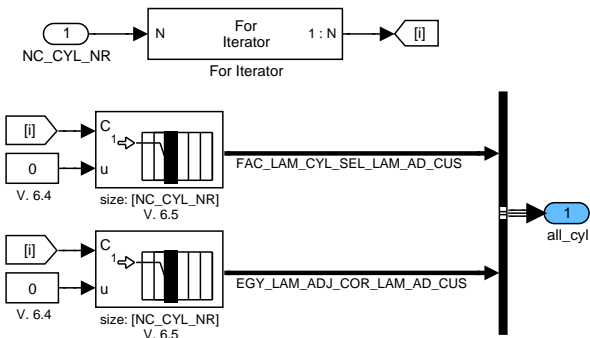 1
NC_CYL_NR
N
For
Iterator
1 : N
[i]
For Iterator
[i]
0
V. 6.4
C
1
u
size: [NC_CYL_NR]
V. 6.5
FAC_LAM_CYL_SEL_LAM_AD_CUS
1
all_cyl
[i]
0
V. 6.4
C
1
u
size: [NC_CYL_NR]
V. 6.5
EGY_LAM_ADJ_COR_LAM_AD_CUS